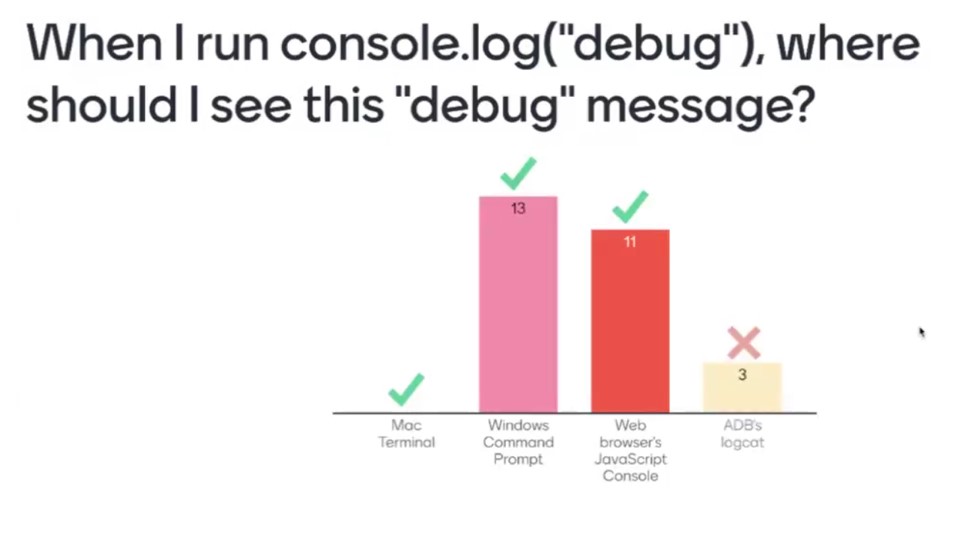 When I run console.log("debug"), where
should I see this "debug" message?
13
11
3
Mac
Terminal
Windows
Command
Prompt
Web
browser's
JavaScript
Console
ADB's
logcat